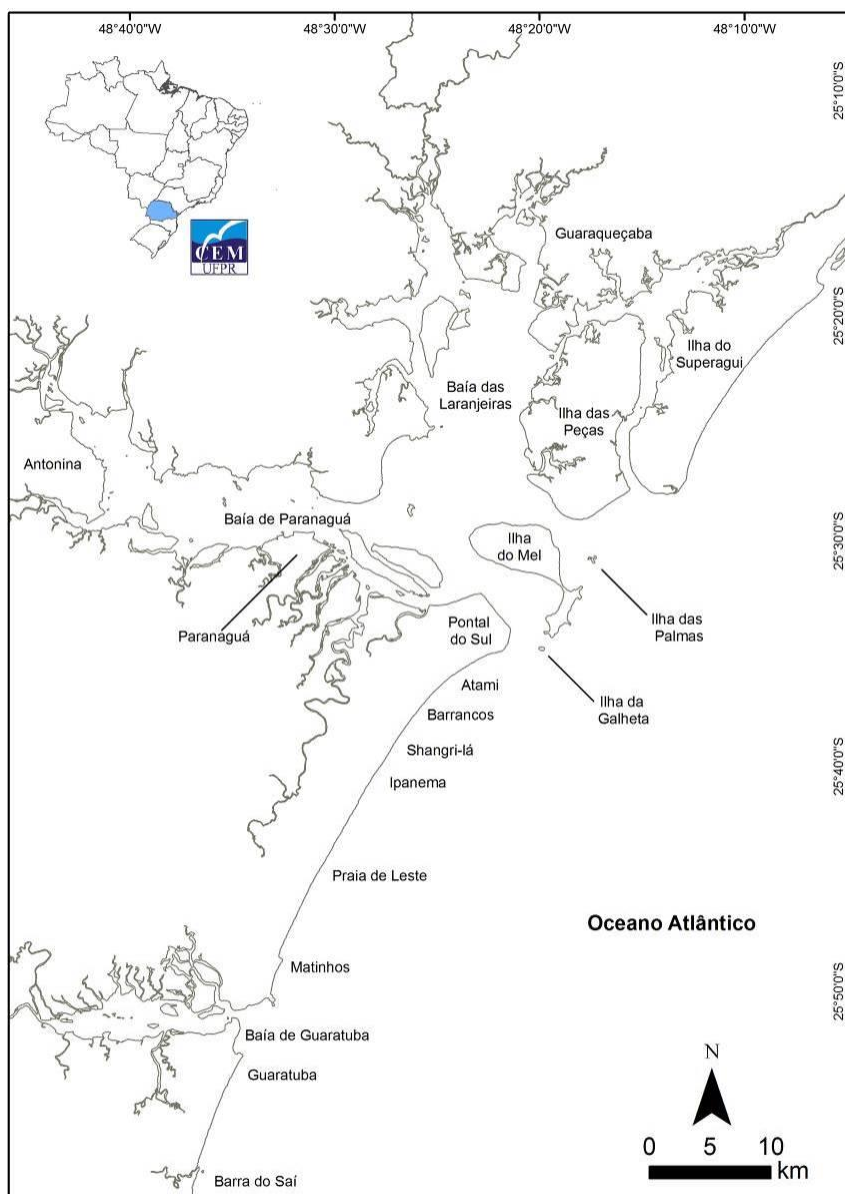 48°40'0"W
48°30'0"W
48°20'0"W
48°10'0"W
25°10'0"S
CEM
UFPR
Guaraqueçaba
25°20'0"S
Ilha do
Superagui
Baía das
Laranjeiras
Ilha das
Peças
Antonina
Baía de Paranaguá
Ilha
do Mel
25°30'0"S
Paranaguá
Pontal
do Sul
Ilha das
Palmas
Atami
Ilha da
Galheta
Barrancos
Shangri-lá
25°40'0"S
Ipanema
Praia de Leste
Oceano Atlântico
Matinhos
25°50'0"S
Baía de Guaratuba
Guaratuba
N
0 5 10
km
Barra do Saí